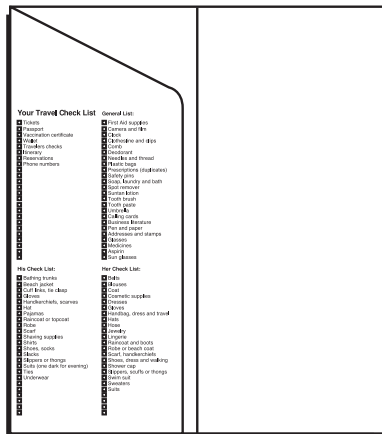 Your Travel Check List
Tickets
Passport
Vaccination certificate
Wallet
Travelers checks
Itinerary
Reservations
Phone numbers
General List:
First Aid supplies
Camera and film
Clock
Clothesline and clips
Comb
Deodorant
Needles and thread
Plastic bags
Prescriptions (duplicates)
Safety pins
Soap, laundry and bath
Spot remover
Suntan lotion
Tooth brush
Tooth paste
Umbrella
Calling cards
Business literature
Pen and paper
Addresses and stamps
Glasses
Medicines
Aspirin
Sun glasses
His Check List:
Bathing trunks
Beach jacket
Cuff links, tie clasp
Gloves
Handkerchiefs, scarves
Hat
Pajamas
Raincoat or topcoat
Robe
Scarf
Shaving supplies
Shirts
Shoes, socks
Slacks
Slippers or thongs
Suits (one dark for evening)
Ties
Underwear
Her Check List:
Belts
Blouses
Coat
Cosmetic supplies
Dresses
Gloves
Handbag, dress and travel
Hats
Hose
Jewelry
Lingerie
Raincoat and boots
Robe or beach coat
Scarf, handkerchiefs
Shoes, dress and walking
Shower cap
Slippers, scuffs or thongs
Swim suit
Sweaters
Suits